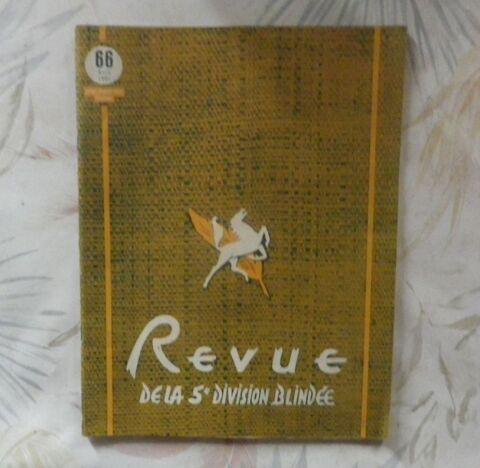 66
Revue
DE LA 5e DIVISION BLINDÉE